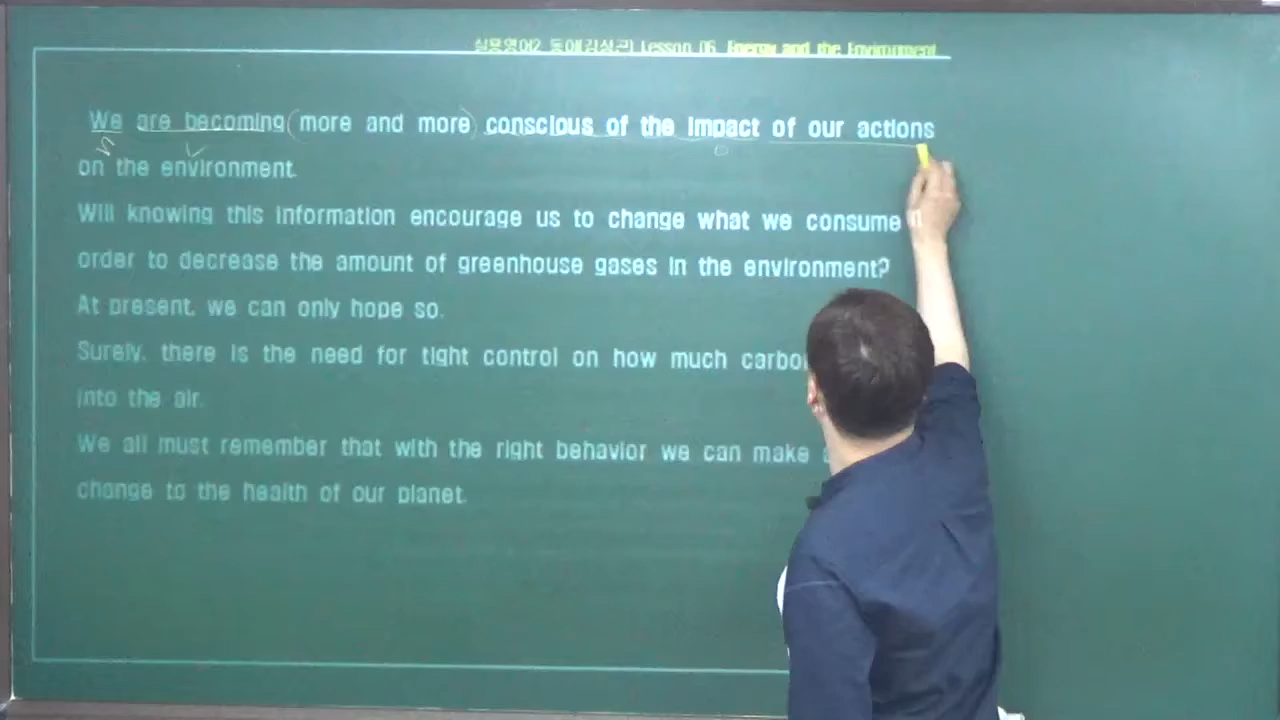 실용영어2 동아(김성곤) Lesson 06. Energy and the Environment
We are becoming (more and more) conscious of the impact of our actions
on the environment.
Will knowing this information encourage us to change what we consume
order to decrease the amount of greenhouse gases in the environment?
At present, we can only hope so.
Surely, there is the need for tight control on how much
into the air.
We all must remember that with the right behavior we can make
change to the health of our planet.